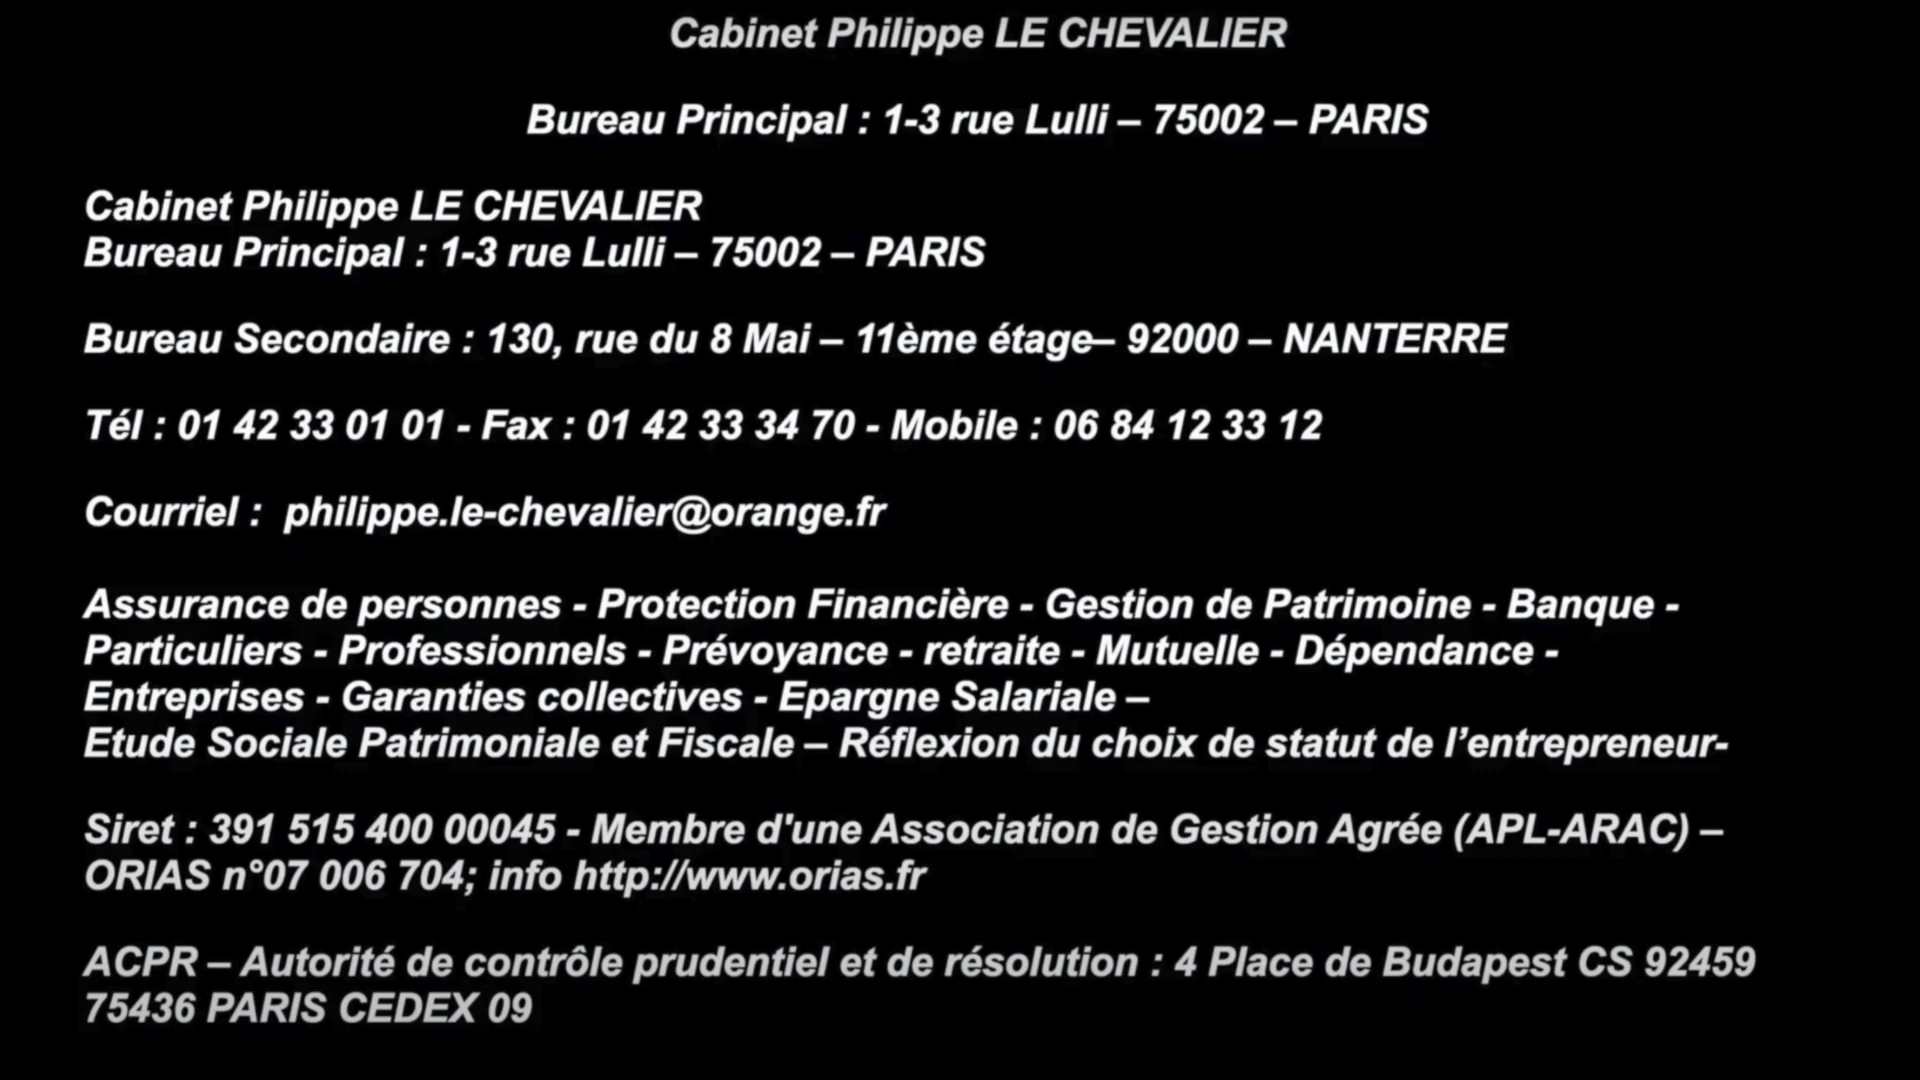 Cabinet Philippe LE CHEVALIER
Bureau Principal : 1-3 rue Lulli – 75002 – PARIS
Cabinet Philippe LE CHEVALIER
Bureau Principal : 1-3 rue Lulli – 75002 – PARIS
Bureau Secondaire : 130, rue du 8 Mai – 11ème étage– 92000 – NANTERRE
Tél : 01 42 33 01 01 - Fax : 01 42 33 34 70 - Mobile : 06 84 12 33 12
Courriel :  philippe.le-chevalier@orange.fr
Assurance de personnes - Protection Financière - Gestion de Patrimoine - Banque -
Particuliers - Professionnels - Prévoyance - retraite - Mutuelle - Dépendance -
Entreprises - Garanties collectives - Epargne Salariale –
Etude Sociale Patrimoniale et Fiscale – Réflexion du choix de statut de l’entrepreneur-
Siret : 391 515 400 00045 - Membre d'une Association de Gestion Agrée (APL-ARAC) –
ORIAS n°07 006 704; info http://www.orias.fr
ACPR – Autorité de contrôle prudentiel et de résolution : 4 Place de Budapest CS 92459
75436 PARIS CEDEX 09